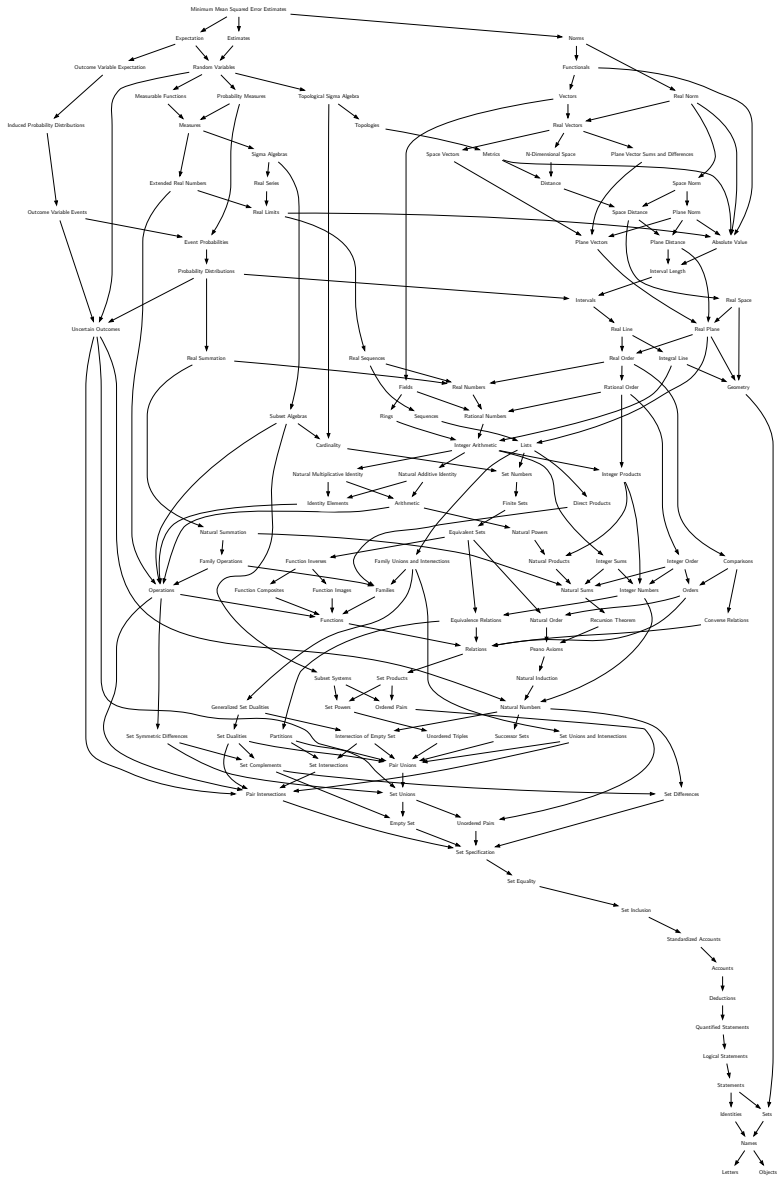 Minimum Mean Squared Error Estimates
Expectation Estimates Norms
Outcome Variable Expectation Random Variables Functionals
Measurable Functions Probability Measures Topological Sigma Algebra Vectors Real Norm
Induced Probability Distributions Measures Topologies Real Vectors
Sigma Algebras Space Vectors Metrics N-Dimensional Space Plane Vector Sums and Differences
Extended Real Numbers Real Series Distance Space Norm
Outcome Variable Events Real Limits Space Distance Plane Norm
Event Probabilities Plane Vectors Plane Distance Absolute Value
Probability Distributions Interval Length
Intervals Real Space
Uncertain Outcomes Real Line Real Plane
Real Summation Real Sequences Real Order Integral Line
Fields Real Numbers Rational Order Geometry
Subset Algebras Rings Sequences Rational Numbers
Cardinality Integer Arithmetic Lists
Natural Multiplicative Identity Natural Additive Identity Set Numbers Integer Products
Identity Elements Arithmetic Finite Sets Direct Products
Natural Summation Equivalent Sets Natural Powers
Family Operations Function Inverses Family Unions and Intersections Natural Products Integer Sums Integer Order Comparisons
Operations Function Composites Function Images Families Natural Sums Integer Numbers Orders
Functions Equivalence Relations Natural Order Recursion Theorem Converse Relations
Relations Peano Axioms
Subset Systems Set Products Natural Induction
Generalized Set Dualities Set Powers Ordered Pairs Natural Numbers
Set Symmetric Differences Set Dualities Partitions Intersection of Empty Set Unordered Triples Successor Sets Set Unions and Intersections
Set Complements Set Intersections Pair Unions
Pair Intersections Set Unions Set Differences
Empty Set Unordered Pairs
Set Specification
Set Equality
Set Inclusion
Standardized Accounts
Accounts
Deductions
Quantified Statements
Logical Statements
Statements
Identities Sets
Names
Letters Objects